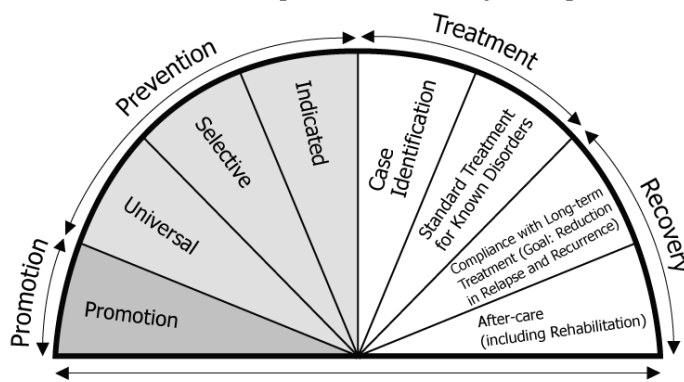 Promotion
Prevention
Treatment
Recovery
Promotion
Universal
Selective
Indicated
Case
Identification
Standard Treatment
for Known Disorders
Compliance with Long-term
Treatment (Goal: Reduction
in Relapse and Recurrence)
After-care
(including Rehabilitation)